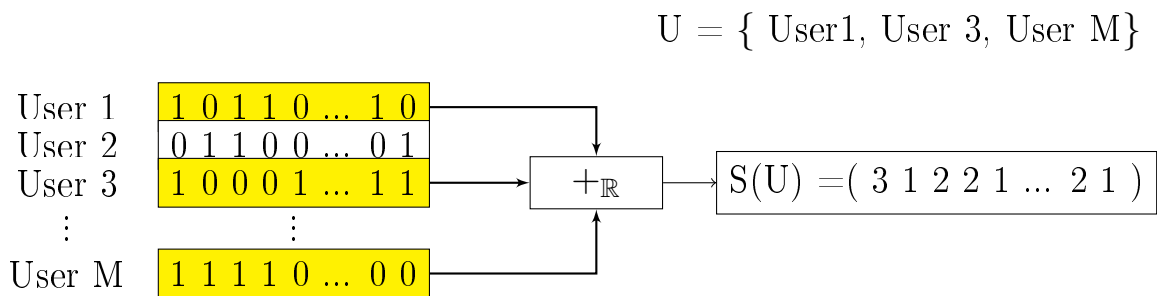 U = { User1, User 3, User M}
User 1 1 0 1 1 0 ... 1 0
User 2 0 1 1 0 0 ... 0 1
User 3 1 0 0 0 1 ... 1 1
+ℝ
S(U) =( 3 1 2 2 1 ... 2 1 )
⋮ ⋮
User M 1 1 1 1 0 ... 0 0